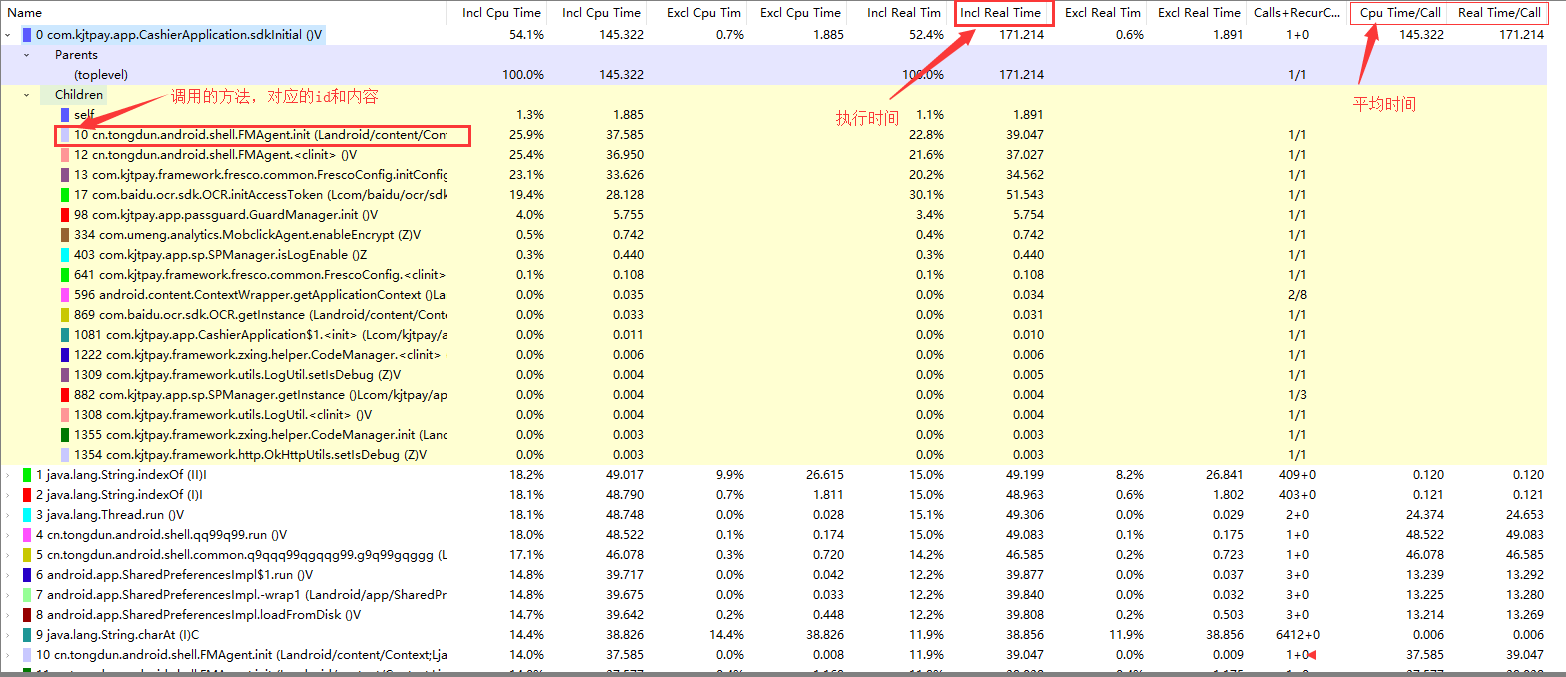 Name Incl Cpu Time Incl Cpu Time Excl Cpu Tim Excl Cpu Time Incl Real Tim Incl Real Time Excl Real Tim Excl Real Time Calls+RecurC... Cpu Time/Call Real Time/Call
0 com.kjtpay.app.CashierApplication.sdkInitial ()V 54.1% 145.322 0.7% 1.885 52.4% 171.214 0.6% 1.891 1+0 145.322 171.214
Parents
(toplevel) 100.0% 145.322 100.0% 171.214 1/1
Children
调用的方法，对应的id和内容
执行时间
平均时间
self 1.3% 1.885 1.1% 1.891
10 cn.tongdun.android.shell.FMAgent.init (Landroid/content/Con 25.9% 37.585 22.8% 39.047 1/1
12 cn.tongdun.android.shell.FMAgent.<clinit> ()V 25.4% 36.950 21.6% 37.027 1/1
13 com.kjtpay.framework.fresco.common.FrescoConfig.initConfig 23.1% 33.626 20.2% 34.562 1/1
17 com.baidu.ocr.sdk.OCR.initAccessToken (Lcom/baidu/ocr/sdk 19.4% 28.128 30.1% 51.543 1/1
98 com.kjtpay.app.passguard.GuardManager.init ()V 4.0% 5.755 3.4% 5.754 1/1
334 com.umeng.analytics.MobclickAgent.enableEncrypt (Z)V 0.5% 0.742 0.4% 0.742 1/1
403 com.kjtpay.app.sp.SPManager.isLogEnable ()Z 0.3% 0.440 0.3% 0.440 1/1
641 com.kjtpay.framework.fresco.common.FrescoConfig.<clinit> 0.1% 0.108 0.1% 0.108 1/1
596 android.content.ContextWrapper.getApplicationContext ()La 0.0% 0.035 0.0% 0.034 2/8
869 com.baidu.ocr.sdk.OCR.getInstance (Landroid/content/Conte 0.0% 0.033 0.0% 0.031 1/1
1081 com.kjtpay.app.CashierApplication$1.<init> (Lcom/kjtpay/a 0.0% 0.011 0.0% 0.010 1/1
1222 com.kjtpay.framework.zxing.helper.CodeManager.<clinit> 0.0% 0.006 0.0% 0.006 1/1
1309 com.kjtpay.framework.utils.LogUtil.setIsDebug (Z)V 0.0% 0.004 0.0% 0.005 1/1
882 com.kjtpay.app.sp.SPManager.getInstance ()Lcom/kjtpay/ap 0.0% 0.004 0.0% 0.004 1/3
1308 com.kjtpay.framework.utils.LogUtil.<clinit> ()V 0.0% 0.004 0.0% 0.004 1/1
1355 com.kjtpay.framework.zxing.helper.CodeManager.init (Lanc 0.0% 0.003 0.0% 0.003 1/1
1354 com.kjtpay.framework.http.OkHttpUtils.setIsDebug (Z)V 0.0% 0.003 0.0% 0.003 1/1
1 java.lang.String.indexOf (II)I 18.2% 49.017 9.9% 26.615 15.0% 49.199 8.2% 26.841 409+0 0.120 0.120
2 java.lang.String.indexOf (I)I 18.1% 48.790 0.7% 1.811 15.0% 48.963 0.6% 1.802 403+0 0.121 0.121
3 java.lang.Thread.run ()V 18.1% 48.748 0.0% 0.028 15.1% 49.306 0.0% 0.029 2+0 24.374 24.653
4 cn.tongdun.android.shell.qq99q99.run ()V 18.0% 48.522 0.1% 0.174 15.0% 49.083 0.1% 0.175 1+0 48.522 49.083
5 cn.tongdun.android.shell.common.q9qqq99qgqqg99.g9q99gqggg (L 17.1% 46.078 0.3% 0.720 14.2% 46.585 0.2% 0.723 1+0 46.078 46.585
6 android.app.SharedPreferencesImpl$1.run ()V 14.8% 39.717 0.0% 0.042 12.2% 39.877 0.0% 0.037 3+0 13.239 13.292
7 android.app.SharedPreferencesImpl.-wrap1 (Landroid/app/SharedPr 14.8% 39.675 0.0% 0.033 12.2% 39.840 0.0% 0.032 3+0 13.225 13.280
8 android.app.SharedPreferencesImpl.loadFromDisk ()V 14.7% 39.642 0.2% 0.448 12.2% 39.808 0.2% 0.503 3+0 13.214 13.269
9 java.lang.String.charAt (I)C 14.4% 38.826 14.4% 38.826 11.9% 38.856 11.9% 38.856 6412+0 0.006 0.006
10 cn.tongdun.android.shell.FMAgent.init (Landroid/content/Context;Lja 14.0% 37.585 0.0% 0.008 11.9% 39.047 0.0% 0.009 1+0 37.585 39.047